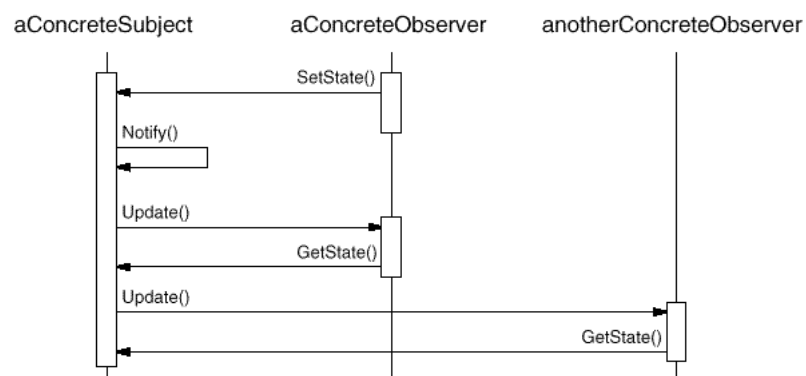 aConcreteSubject aConcreteObserver anotherConcreteObserver
SetState()
Notify()
Update()
GetState()
Update()
GetState()